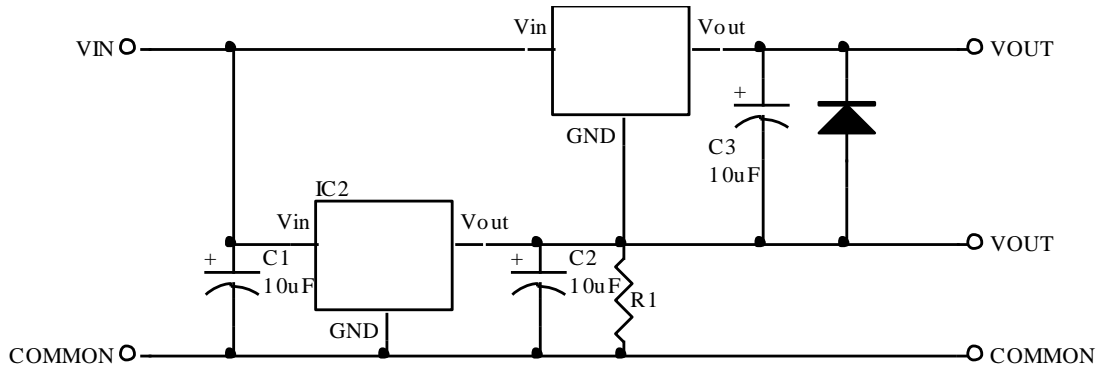 Vin
Vout
VIN
VOUT
+
GND
C3
10uF
IC2
Vin
Vout
VOUT
+
C1
10uF
+
C2
10uF
R1
GND
COMMON
COMMON